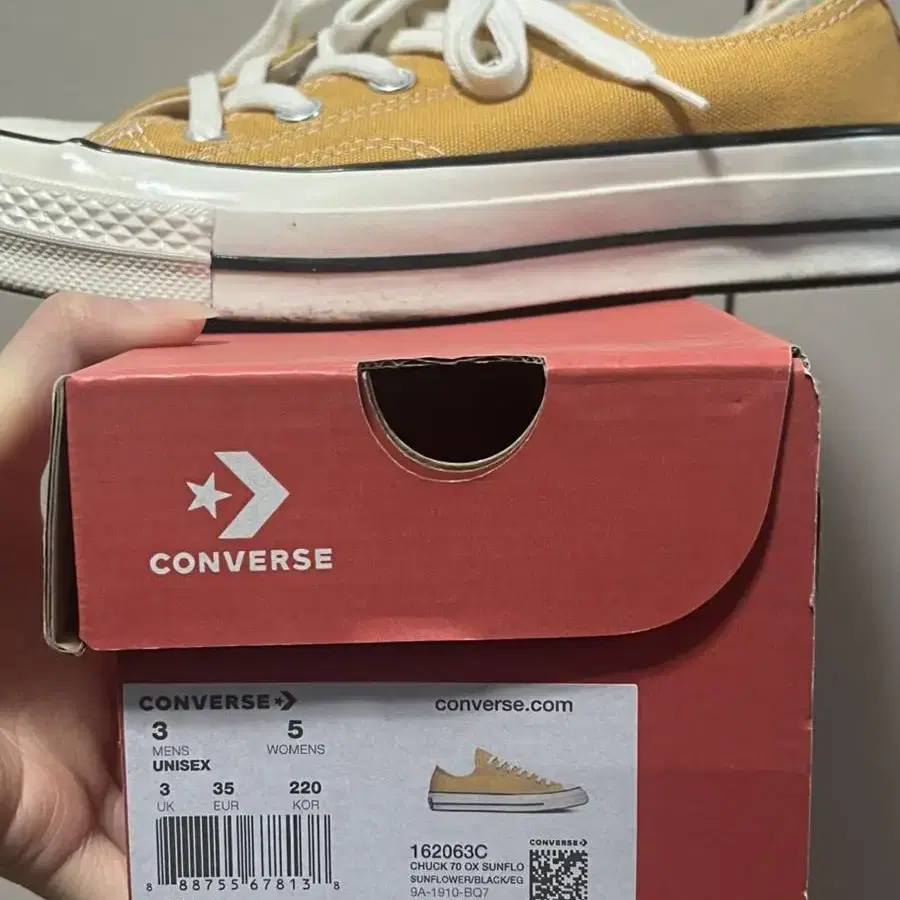 CONVERSE
CONVERSE
converse.com
3 5
MENS WOMENS
UNISEX
3 35 220
UK EUR KOR
162063C
CHUCK 70 OX SUNFLO
SUNFLOWER/BLACK/EG
9A-1910-BQ7
CONVERSE
8 88755 67813 8